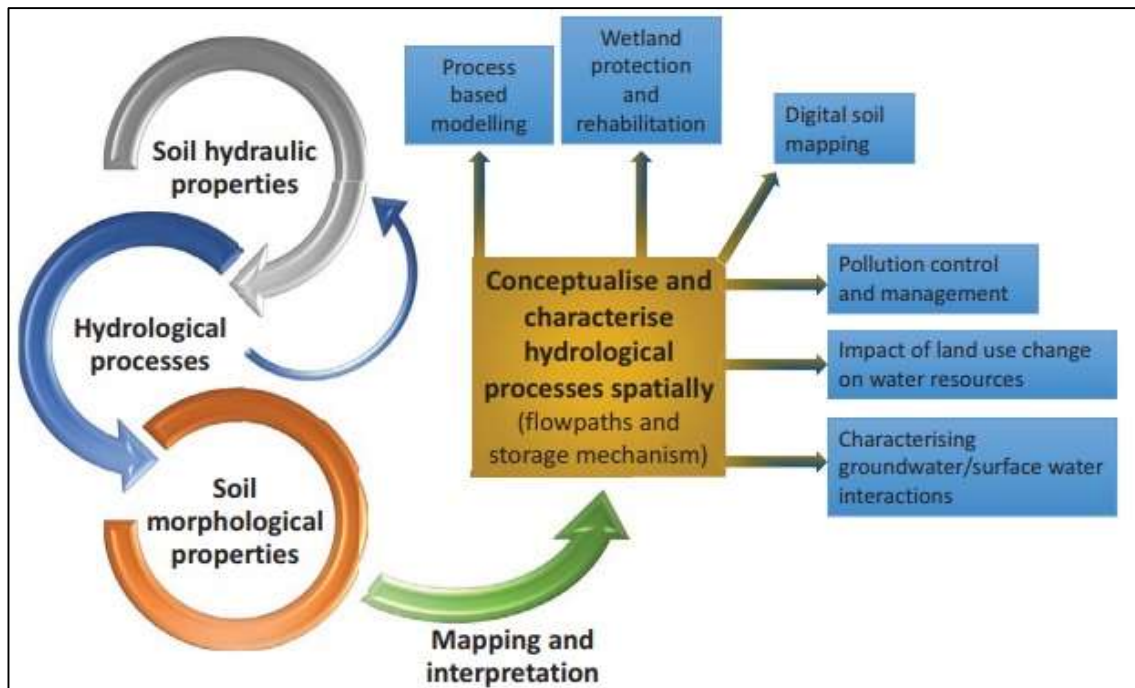 Soil hydraulic
properties
Hydrological
processes
Soil
morphological
properties
Mapping and
interpretation
Conceptualise and
characterise
hydrological
processes spatially
(flowpaths and
storage mechanism)
Process
based
modelling
Wetland
protection
and
rehabilitation
Digital soil
mapping
Pollution control
and management
Impact of land use change
on water resources
Characterising
groundwater/surface water
interactions